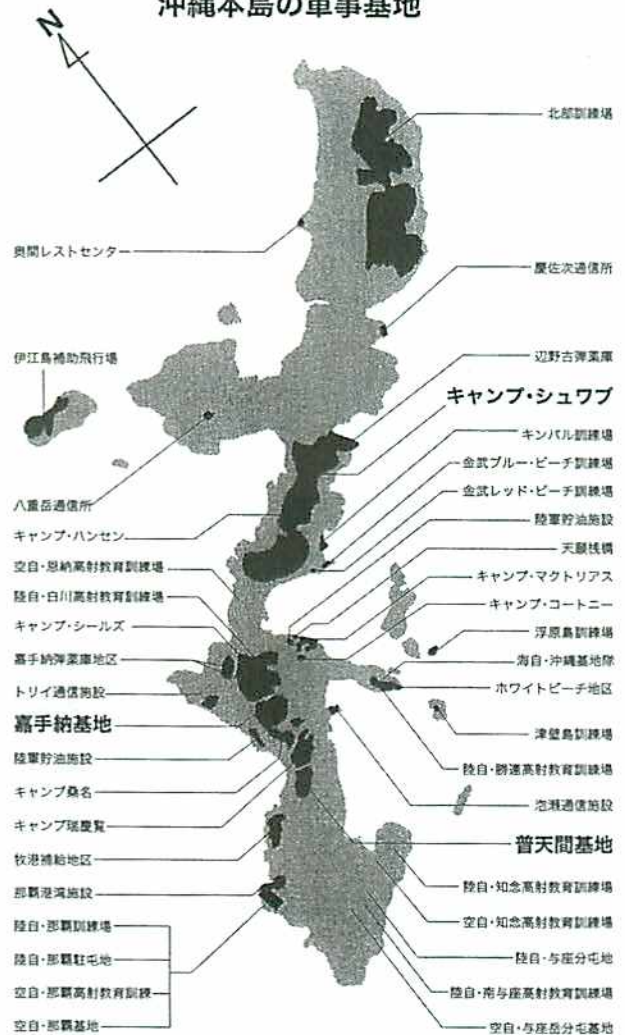 沖縄本島の軍事基地
N
北部訓練場
奥間レストセンター
慶佐次通信所
伊江島補助飛行場
辺野古弾薬庫
キャンプ・シュワブ
キンバル訓練場
金武ブルー・ビーチ訓練場
金武レッド・ビーチ訓練場
八重岳通信所
陸軍貯油施設
キャンプ・ハンセン
天願桟橋
空自・恩納高射教育訓練場
キャンプ・マクトリアス
陸自・白川高射教育訓練場
キャンプ・コートニー
キャンプ・シールズ
浮原島訓練場
嘉手納弾薬庫地区
海自・沖縄基地隊
トリイ通信施設
ホワイトビーチ地区
嘉手納基地
津堅島訓練場
陸軍貯油施設
陸自・勝連高射教育訓練場
キャンプ桑名
泡瀬通信施設
キャンプ瑞慶覧
普天間基地
牧港補給地区
陸自・知念高射教育訓練場
那覇港湾施設
空自・知念高射教育訓練場
陸自・那覇訓練場
陸自・与座分屯地
陸自・那覇駐屯地
陸自・南与座高射教育訓練場
空自・那覇高射教育訓練
空自・那覇基地
空自・与座岳分屯基地